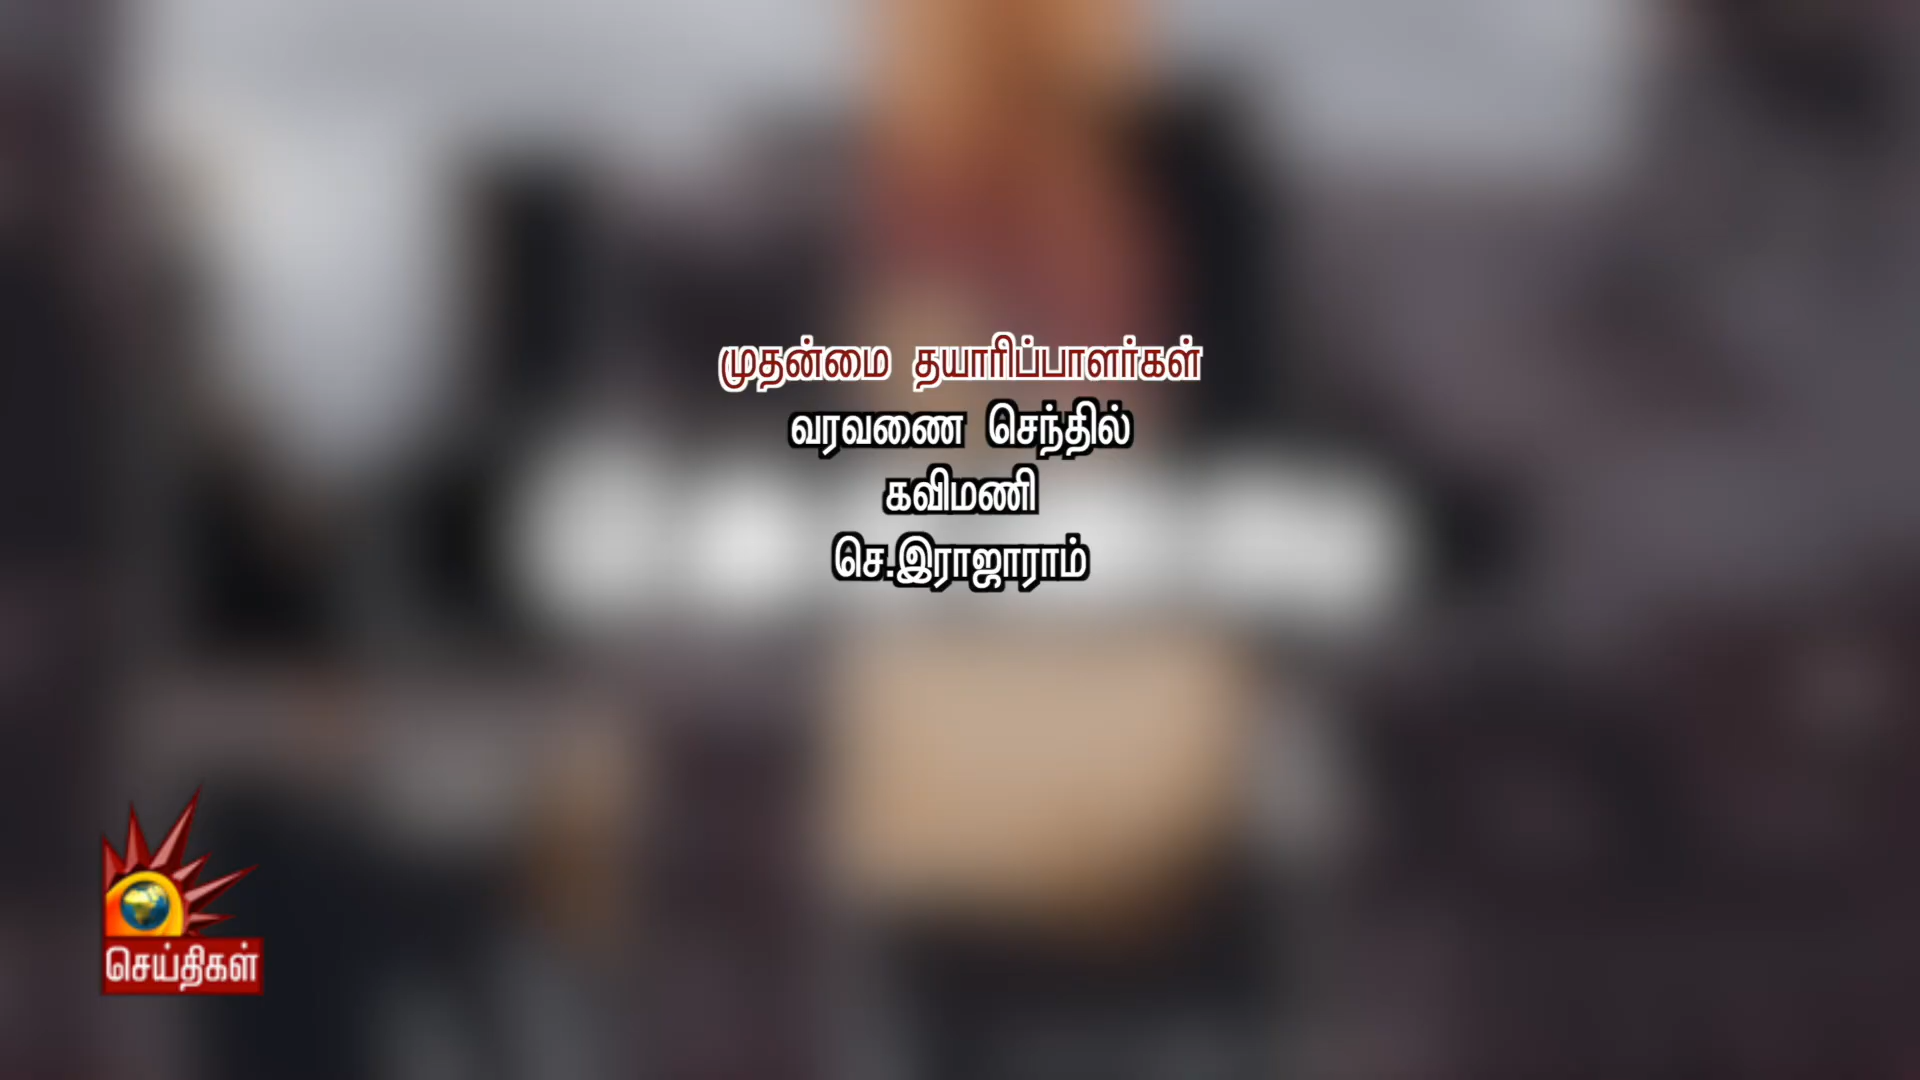 முதன்மை தயாரிப்பாளர்கள்
வரவணை செந்தில்
கவிமணி
செ.இராஜாராம்
செய்திகள்